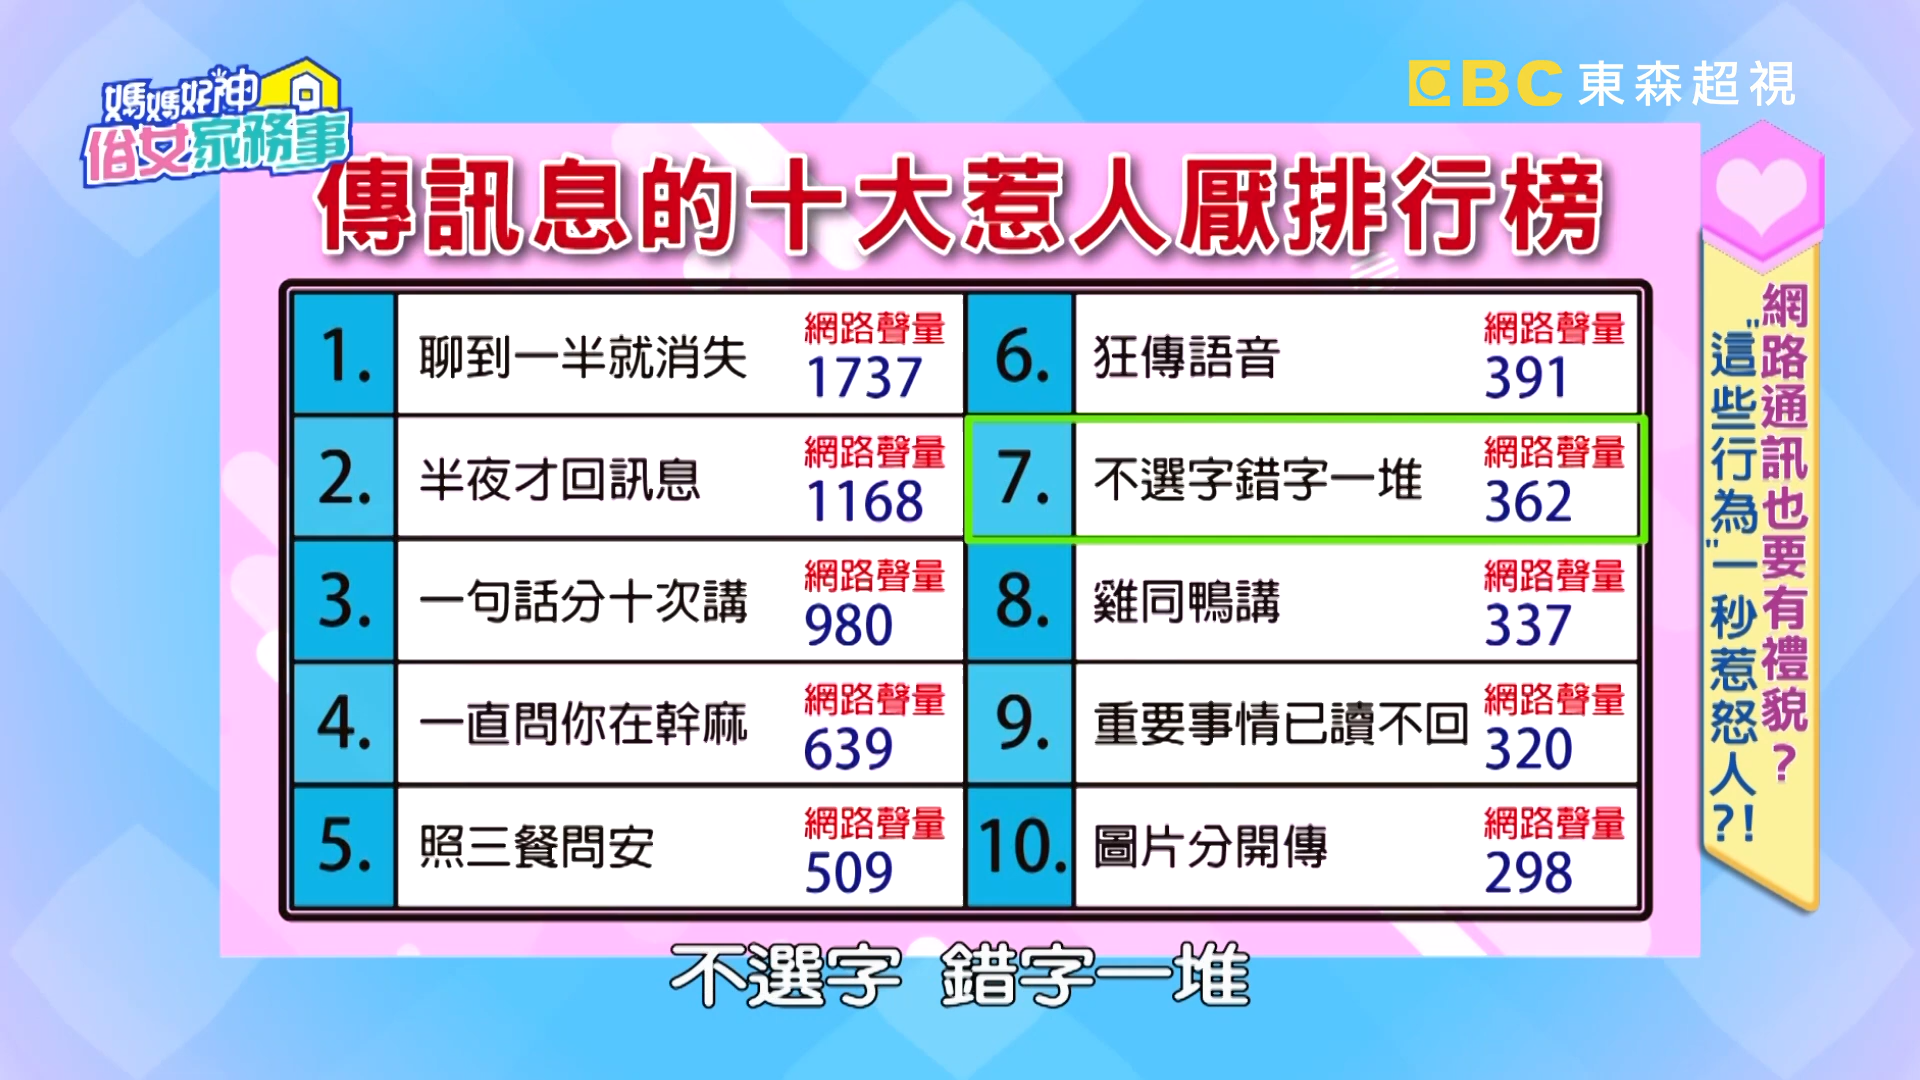 媽媽好神
俗女家務事
EBC 東森超視
傳訊息的十大惹人厭排行榜
1. 聊到一半就消失 網路聲量 1737
2. 半夜才回訊息 網路聲量 1168
3. 一句話分十次講 網路聲量 980
4. 一直問你在幹麻 網路聲量 639
5. 照三餐問安 網路聲量 509
6. 狂傳語音 網路聲量 391
7. 不選字錯字一堆 網路聲量 362
8. 雞同鴨講 網路聲量 337
9. 重要事情已讀不回 網路聲量 320
10. 圖片分開傳 網路聲量 298
網路通訊也要有禮貌?
"這些行為"一秒惹怒人?!
不選字 錯字一堆